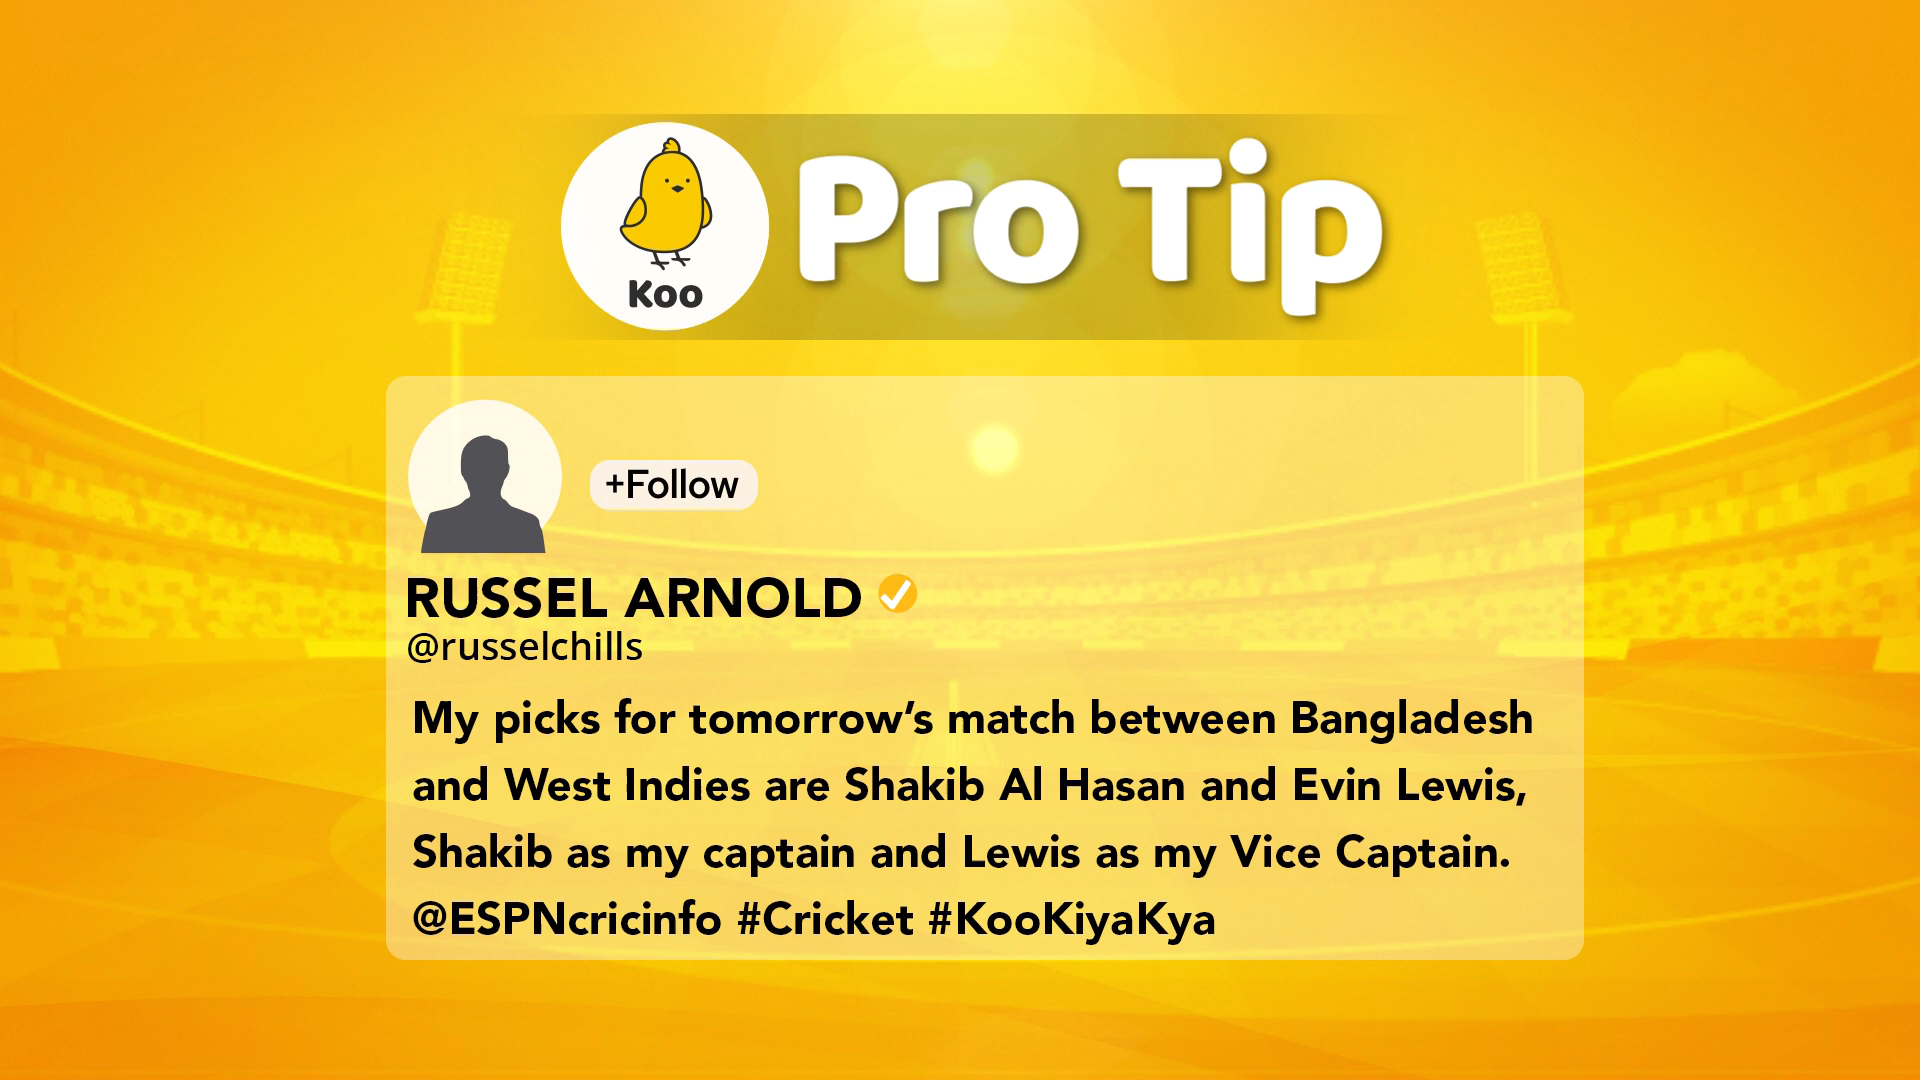 Koo
Pro Tip
+Follow
RUSSEL ARNOLD
@russelchills
My picks for tomorrow’s match between Bangladesh
and West Indies are Shakib Al Hasan and Evin Lewis,
Shakib as my captain and Lewis as my Vice Captain.
@ESPNcricinfo #Cricket #KooKiyaKya